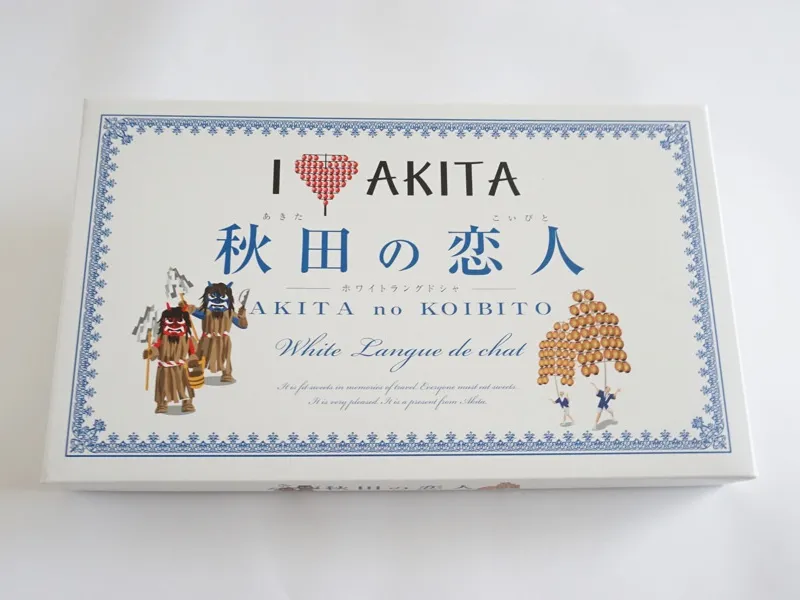 I AKITA
あきた こいびと
秋田の恋人
ホワイトラングドシャ
AKITA no KOIBITO
White Langue de chat
It is fit sweets in memories of travel. Everyone must eat sweets.
It is very pleased. It is a present from Akita.
秋田の恋人